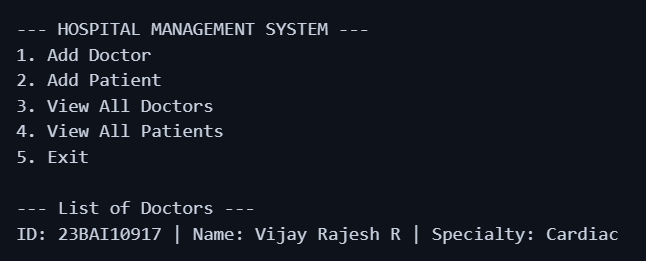 --- HOSPITAL MANAGEMENT SYSTEM ---
1. Add Doctor
2. Add Patient
3. View All Doctors
4. View All Patients
5. Exit
--- List of Doctors ---
ID: 23BAI10917 | Name: Vijay Rajesh R | Specialty: Cardiac